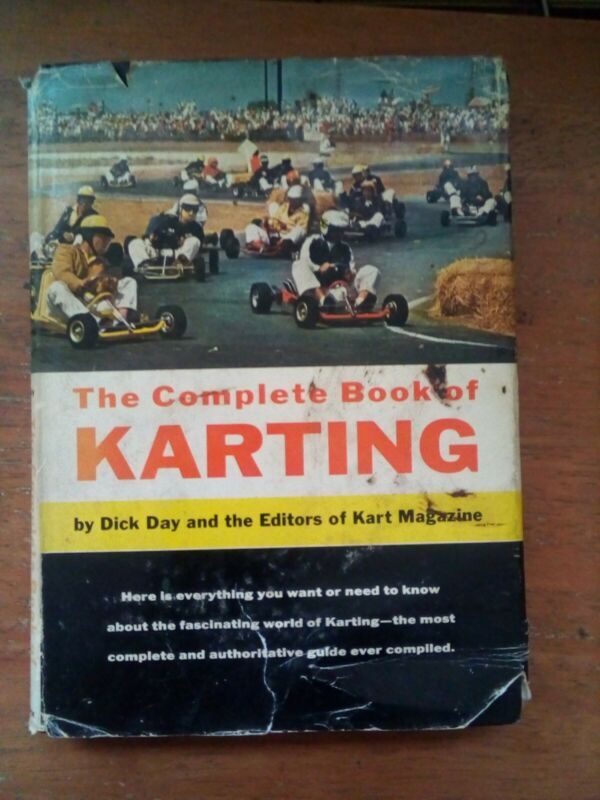 The Complete Book of
KARTING
by Dick Day and the Editors of Kart Magazine
Here is everything you want or need to know
about the fascinating world of Karting—the most
complete and authoritative guide ever compiled.